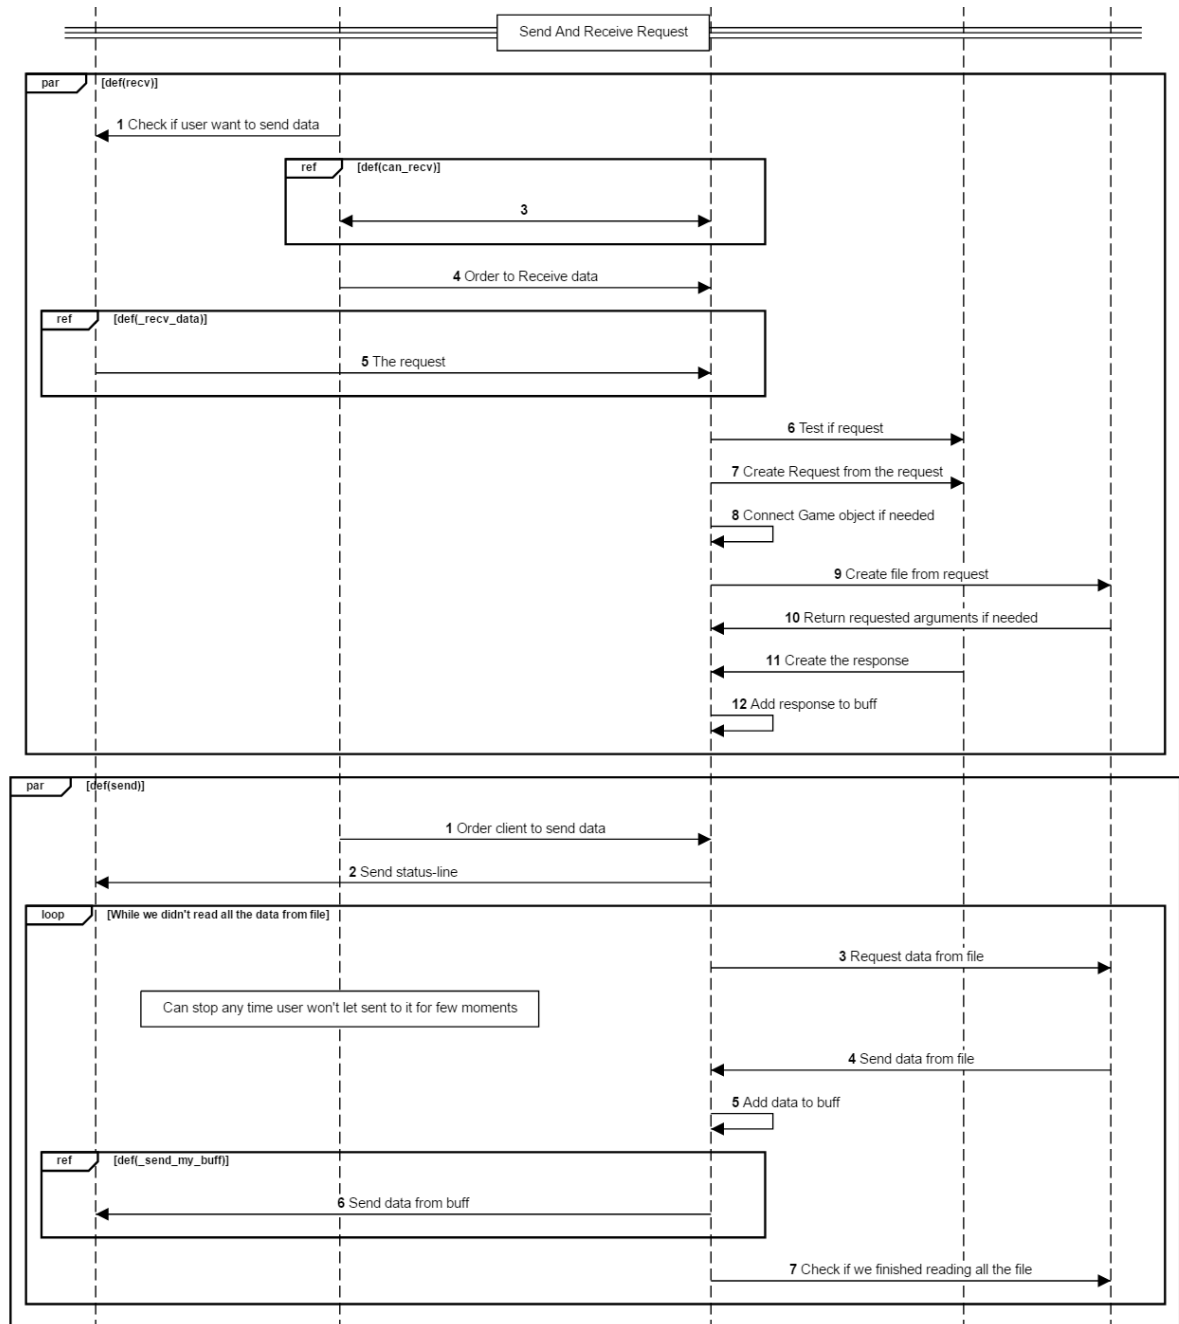 Send And Receive Request
par [def(recv)]
1 Check if user want to send data
ref [def(can_recv)]
3
4 Order to Receive data
ref [def(_recv_data)]
5 The request
6 Test if request
7 Create Request from the request
8 Connect Game object if needed
9 Create file from request
10 Return requested arguments if needed
11 Create the response
12 Add response to buff
par [def(send)]
1 Order client to send data
2 Send status-line
loop [While we didn't read all the data from file]
3 Request data from file
Can stop any time user won't let sent to it for few moments
4 Send data from file
5 Add data to buff
ref [def(_send_my_buff)]
6 Send data from buff
7 Check if we finished reading all the file